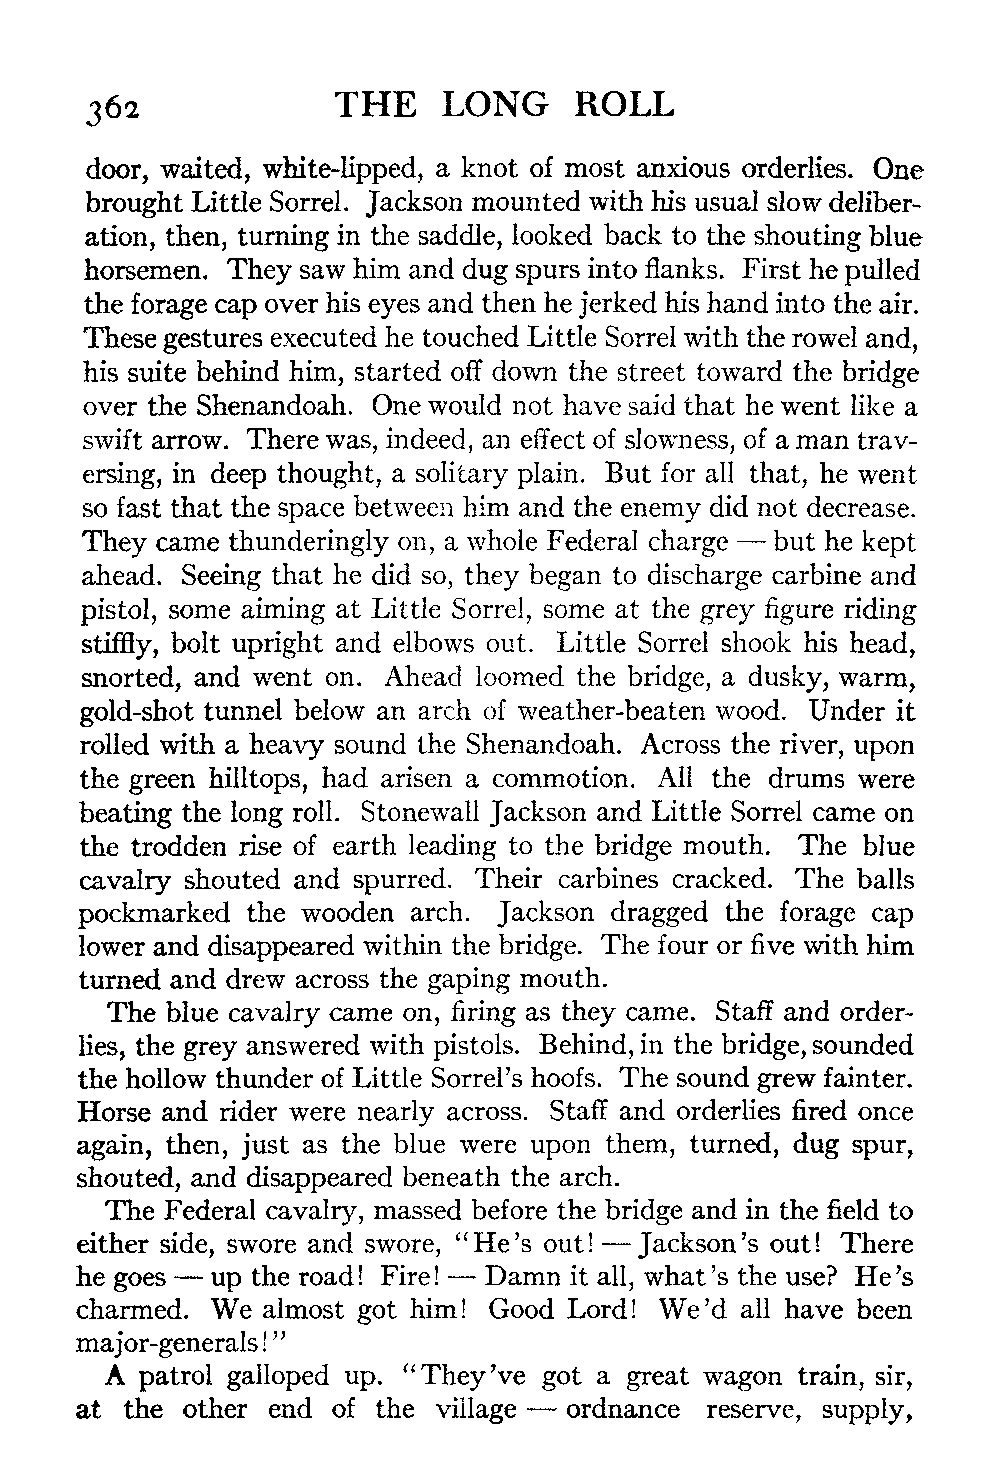 362 THE LONG ROLL
door, waited, white-lipped, a knot of most anxious orderlies. One
brought Little Sorrel. Jackson mounted with his usual slow deliber-
ation, then, turning in the saddle, looked back to the shouting blue
horsemen. They saw him and dug spurs into flanks. First he pulled
the forage cap over his eyes and then he jerked his hand into the air.
These gestures executed he touched Little Sorrel with the rowel and,
his suite behind him, started off down the street toward the bridge
over the Shenandoah. One would not have said that he went like a
swift arrow. There was, indeed, an effect of slowness, of a man trav-
ersing, in deep thought, a solitary plain. But for all that, he went
so fast that the space between him and the enemy did not decrease.
They came thunderingly on, a whole Federal charge — but he kept
ahead. Seeing that he did so, they began to discharge carbine and
pistol, some aiming at Little Sorrel, some at the grey figure riding
stiffly, bolt upright and elbows out. Little Sorrel shook his head,
snorted, and went on. Ahead loomed the bridge, a dusky, warm,
gold-shot tunnel below an arch of weather-beaten wood. Under it
rolled with a heavy sound the Shenandoah. Across the river, upon
the green hilltops, had arisen a commotion. All the drums were
beating the long roll. Stonewall Jackson and Little Sorrel came on
the trodden rise of earth leading to the bridge mouth. The blue
cavalry shouted and spurred. Their carbines cracked. The balls
pockmarked the wooden arch. Jackson dragged the forage cap
lower and disappeared within the bridge. The four or five with him
turned and drew across the gaping mouth.
The blue cavalry came on, firing as they came. Staff and order-
lies, the grey answered with pistols. Behind, in the bridge, sounded
the hollow thunder of Little Sorrel's hoofs. The sound grew fainter.
Horse and rider were nearly across. Staff and orderlies fired once
again, then, just as the blue were upon them, turned, dug spur,
shouted, and disappeared beneath the arch.
The Federal cavalry, massed before the bridge and in the field to
either side, swore and swore, "He's out! — Jackson's out! There
he goes — up the road! Fire! — Damn it all, what's the use? He's
charmed. We almost got him! Good Lord! We'd all have been
major-generals!"
A patrol galloped up. "They've got a great wagon train, sir,
at the other end of the village — ordnance reserve, supply,